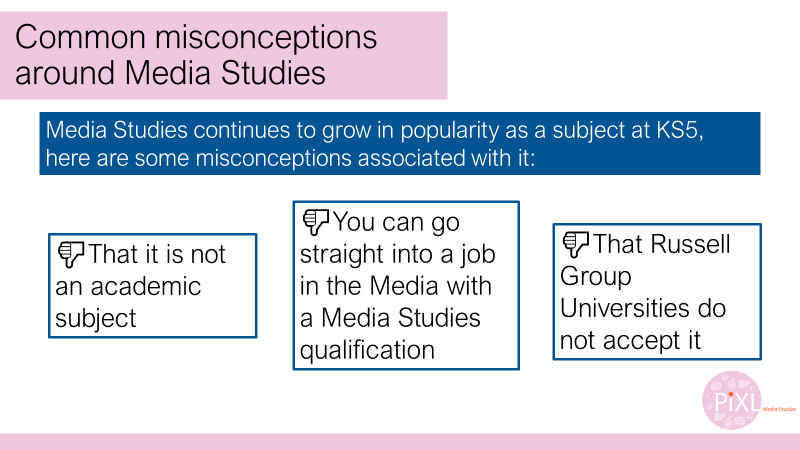 Common misconceptions
around Media Studies
Media Studies continues to grow in popularity as a subject at KS5,
here are some misconceptions associated with it:
That it is not
an academic
subject
You can go
straight into a job
in the Media with
a Media Studies
qualification
That Russell
Group
Universities do
not accept it
PiXL
Media Studies